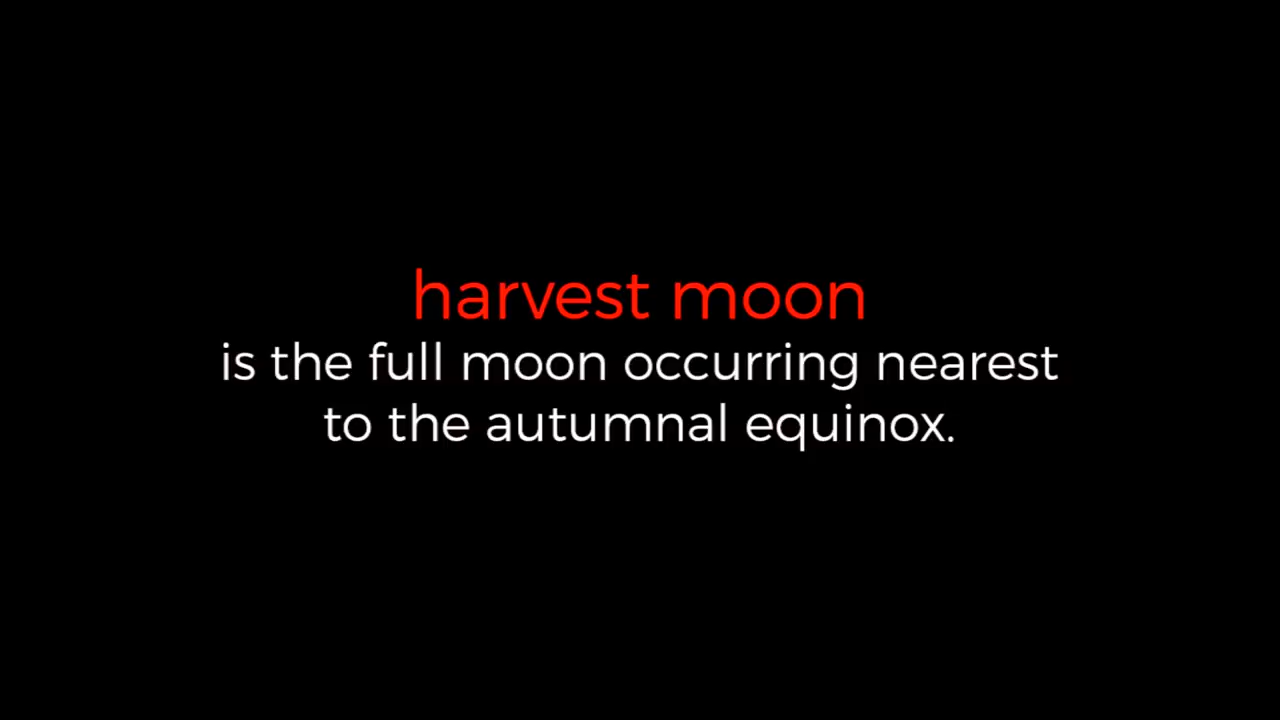 harvest moon
is the full moon occurring nearest
to the autumnal equinox.